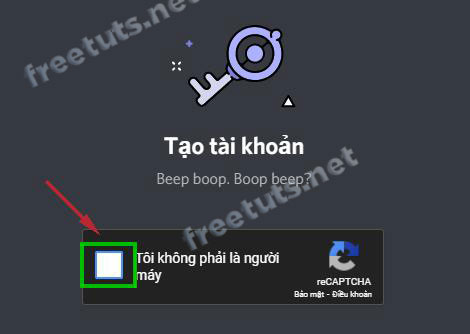 freetuts.net
Tạo tài khoản
Beep boop. Boop beep?
freetuts.net
Tôi không phải là người
máy
reCAPTCHA
Bảo mật - Điều khoản